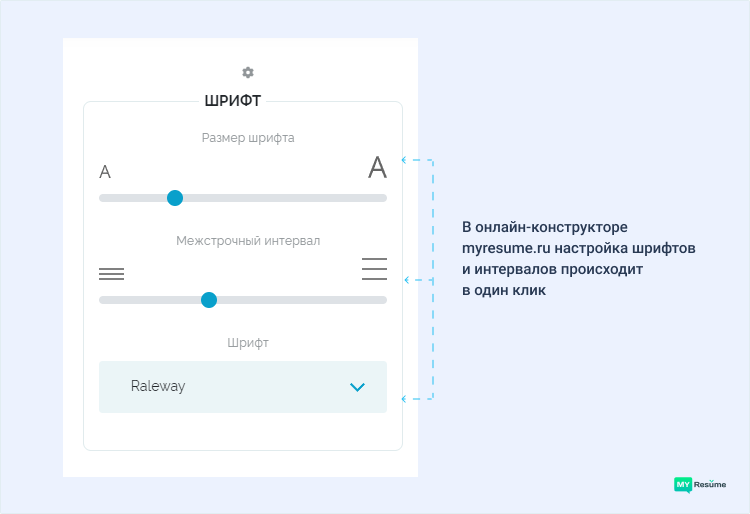 ШРИФТ
Размер шрифта
A A
Межстрочный интервал
Шрифт
Raleway
В онлайн-конструкторе
myresume.ru настройка шрифтов
и интервалов происходит
в один клик
MY Resume